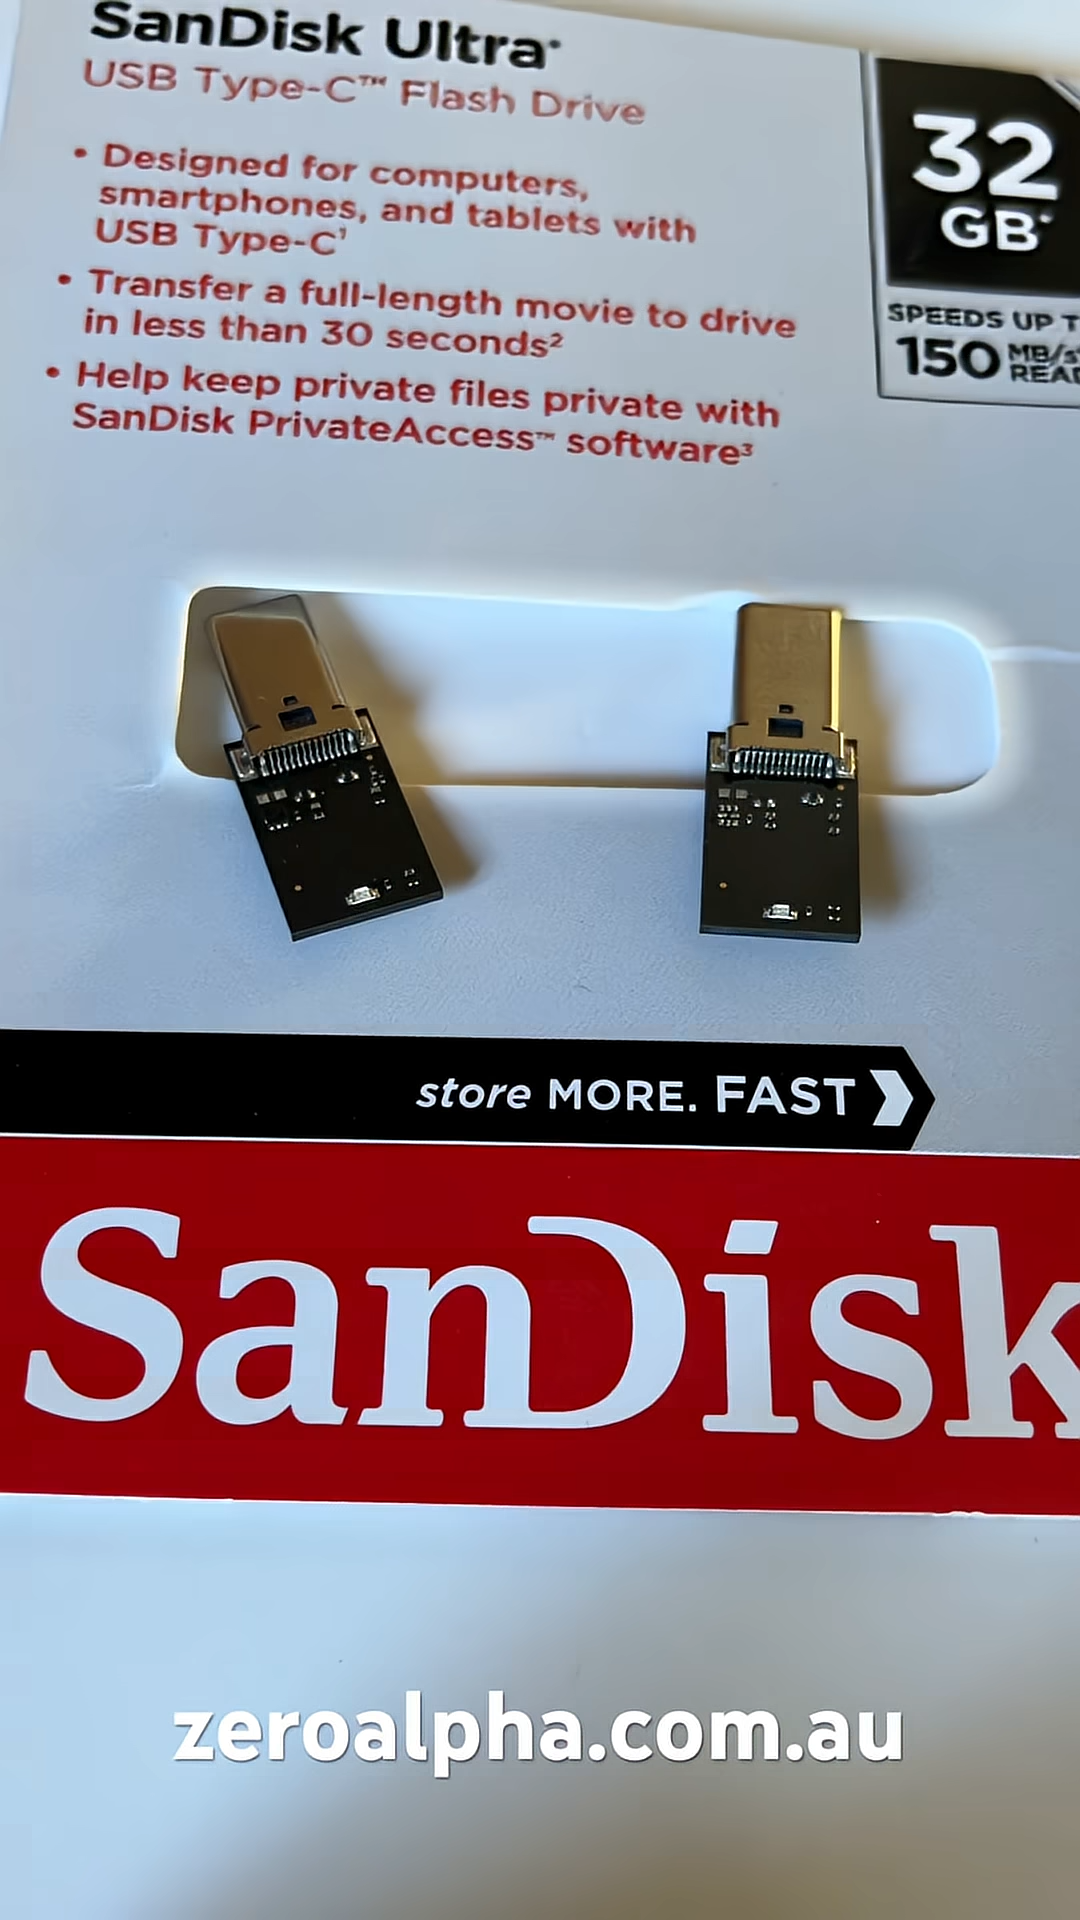 SanDisk Ultra®
USB Type-C™ Flash Drive
• Designed for computers,
smartphones, and tablets with
USB Type-C¹
• Transfer a full-length movie to drive
in less than 30 seconds²
• Help keep private files private with
SanDisk PrivateAccess™ software³
32
GB*
SPEEDS UP T
150 MB/s
READ
store MORE. FAST
SanDisk
zeroalpha.com.au